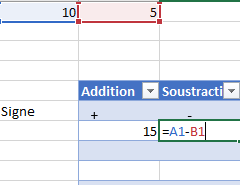 10 5
Addition Soustracti
Signe + -
15 =A1-B1